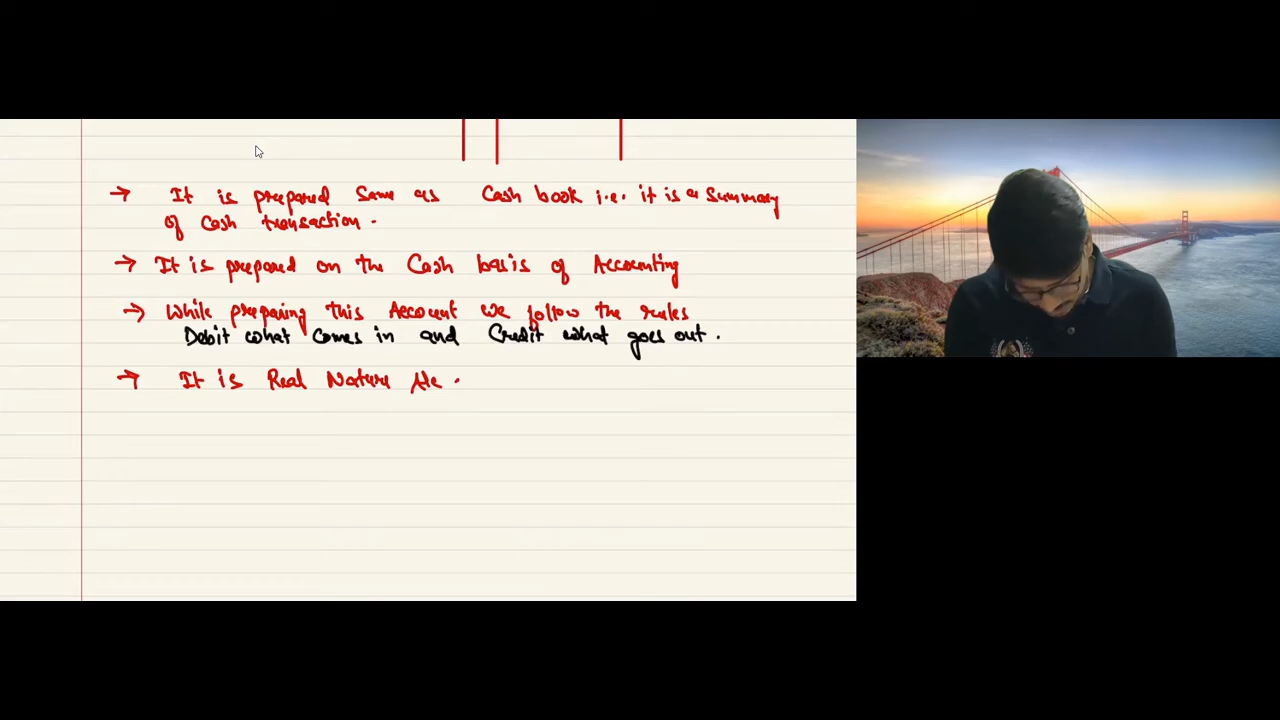 → It is prepared Same as Cash book i.e. it is a Summary
of Cash transaction.
→ It is prepared on the Cash basis of Accounting
→ While preparing this Account we follow the rules
Debit what Comes in and Credit what goes out.
→ It is Real Nature A/c.